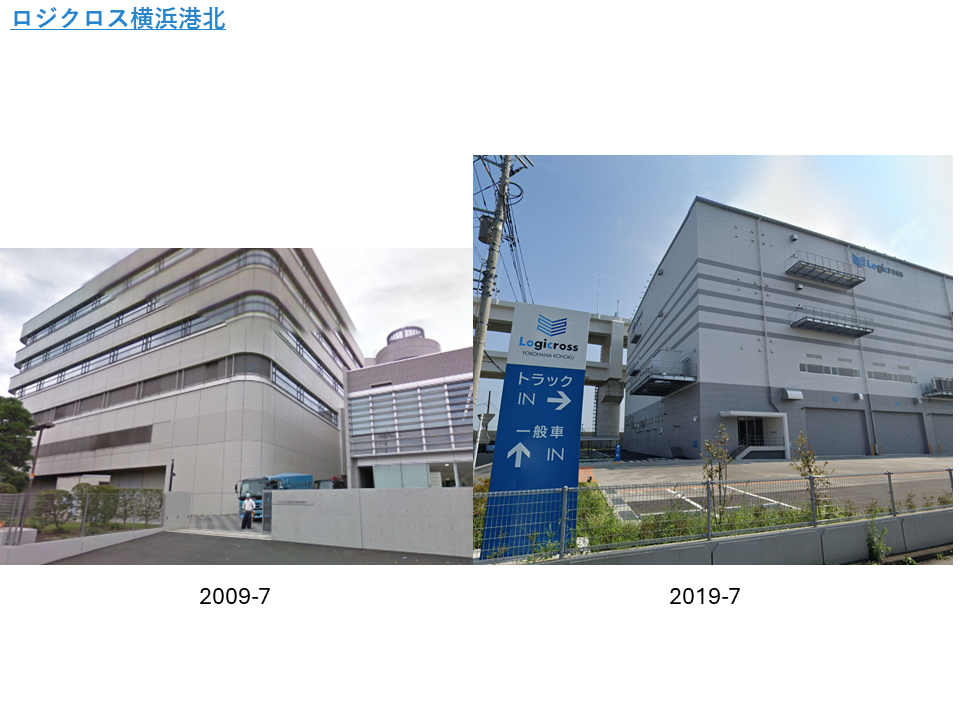 ロジクロス横浜港北
Logicross
Logicross
YOKOHAMA KOHOKU
トラック
IN →
一般車
↑ IN
2009-7
2019-7